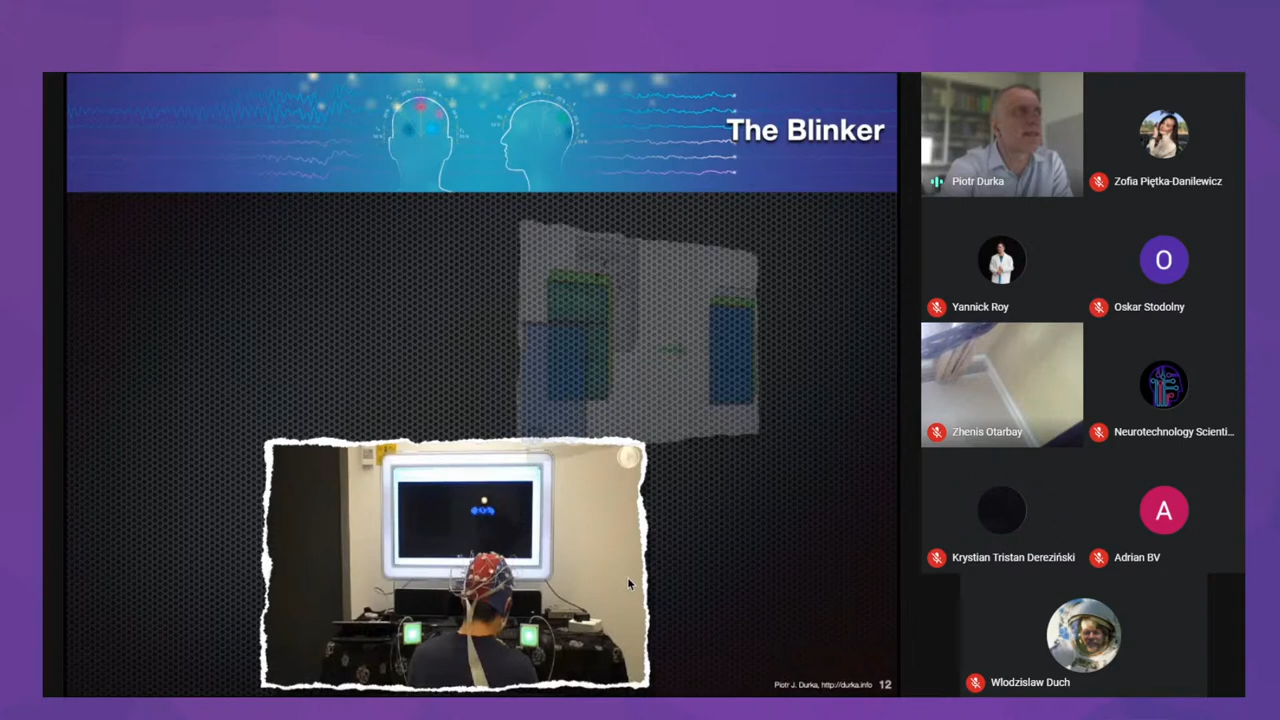 The Blinker
Piotr J. Durka, http://durka.info 12
Piotr Durka
Zofia Piętka-Danilewicz
Yannick Roy
O
Oskar Stodolny
Zhenis Otarbay
Neurotechnology Scienti...
Krystian Tristan Dereziński
A
Adrian BV
Wlodzislaw Duch